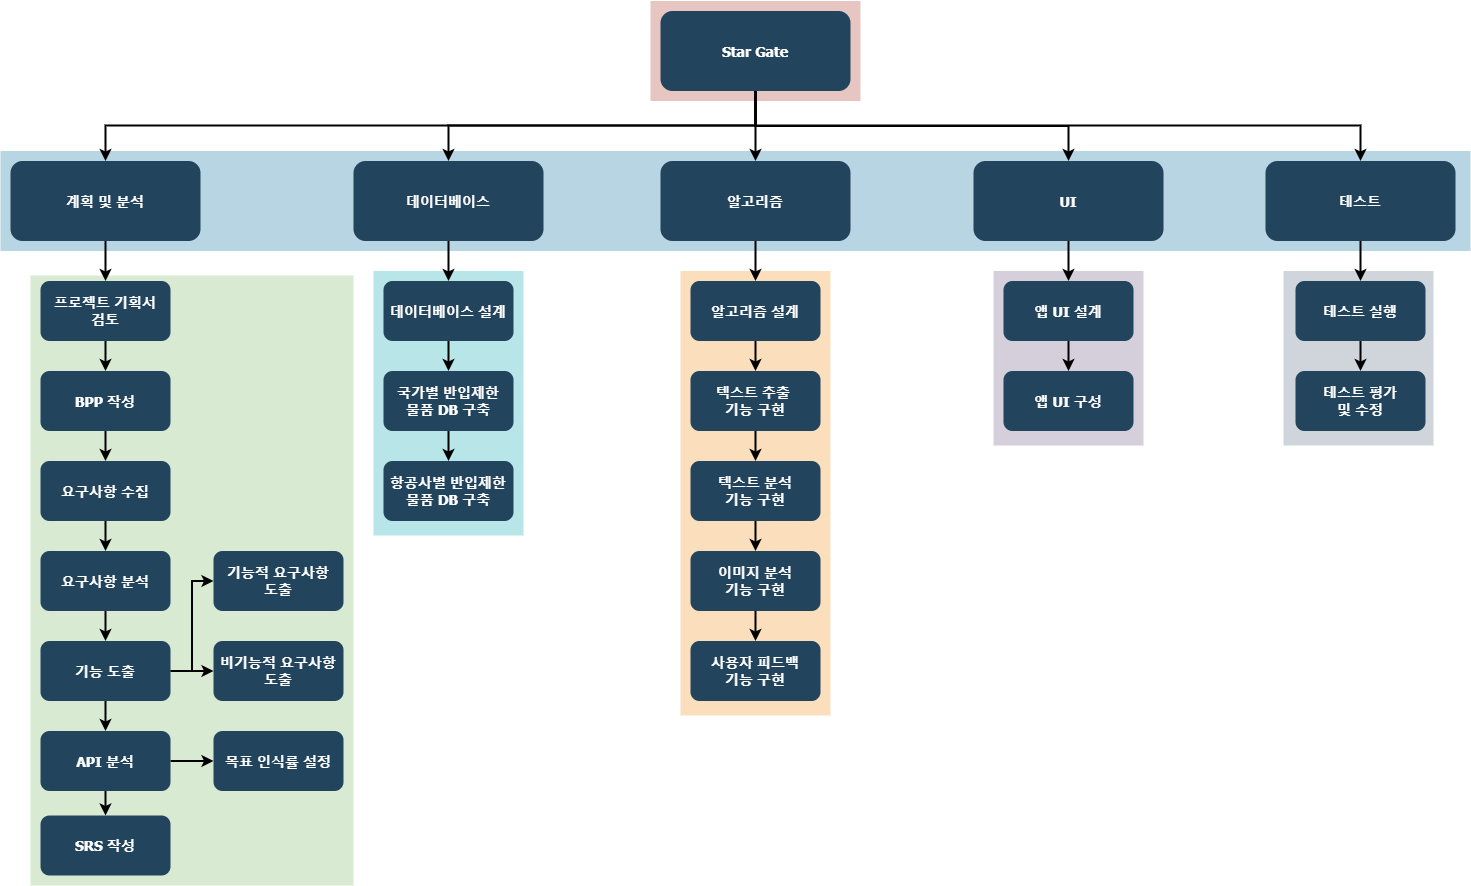 Star Gate
계획 및 분석
데이터베이스
알고리즘
UI
테스트
프로젝트 기획서
검토
BPP 작성
요구사항 수집
요구사항 분석
기능 도출
API 분석
SRS 작성
기능적 요구사항
도출
비기능적 요구사항
도출
목표 인식률 설정
데이터베이스 설계
국가별 반입제한
물품 DB 구축
항공사별 반입제한
물품 DB 구축
알고리즘 설계
텍스트 추출
기능 구현
텍스트 분석
기능 구현
이미지 분석
기능 구현
사용자 피드백
기능 구현
앱 UI 설계
앱 UI 구성
테스트 실행
테스트 평가
및 수정